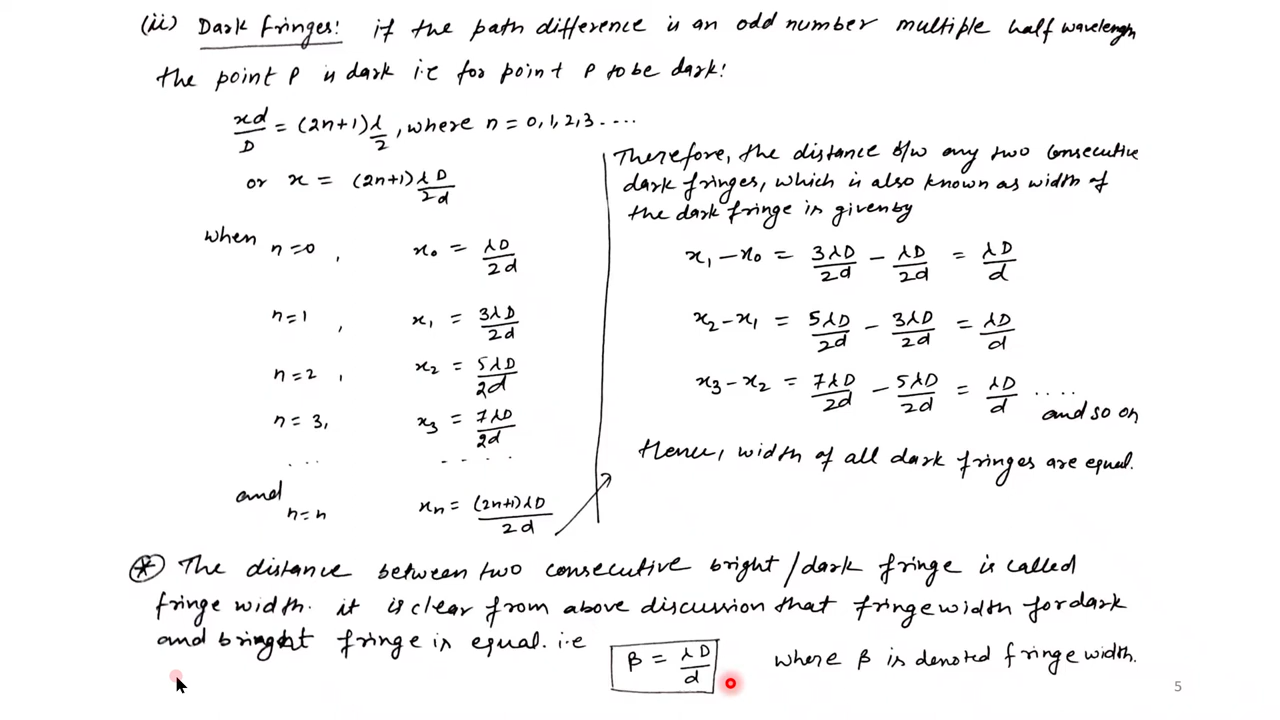 (ii) Dark fringes: if the path difference is an odd number multiple half wavelength
the point P is dark i.e for point P to be dark:
xd/D = (2n+1)λ/2, where n = 0,1,2,3.....
or x = (2n+1)λD/2d
when n=0, x₀ = λD/2d
n=1, x₁ = 3λD/2d
n=2, x₂ = 5λD/2d
n=3, x₃ = 7λD/2d
... .....
and n=n xₙ = (2n+1)λD/2d
Therefore, the distance b/w any two consecutive
dark fringes, which is also known as width of
the dark fringe is given by
x₁-x₀ = 3λD/2d - λD/2d = λD/d
x₂-x₁ = 5λD/2d - 3λD/2d = λD/d
x₃-x₂ = 7λD/2d - 5λD/2d = λD/d ....
and so on
Hence, width of all dark fringes are equal.
* The distance between two consecutive bright/dark fringe is called
fringe width. it is clear from above discussion that fringe width for dark
and bright fringe is equal. i.e
β = λD/d where β is denoted fringe width.
5